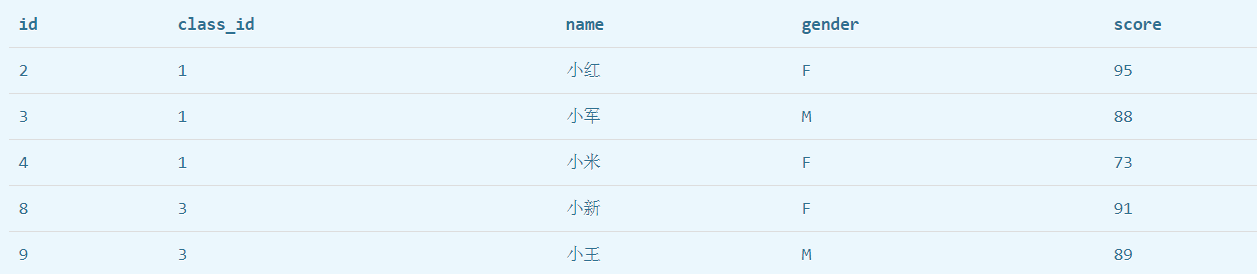 id class_id name gender score
2 1 小红 F 95
3 1 小军 M 88
4 1 小米 F 73
8 3 小新 F 91
9 3 小王 M 89